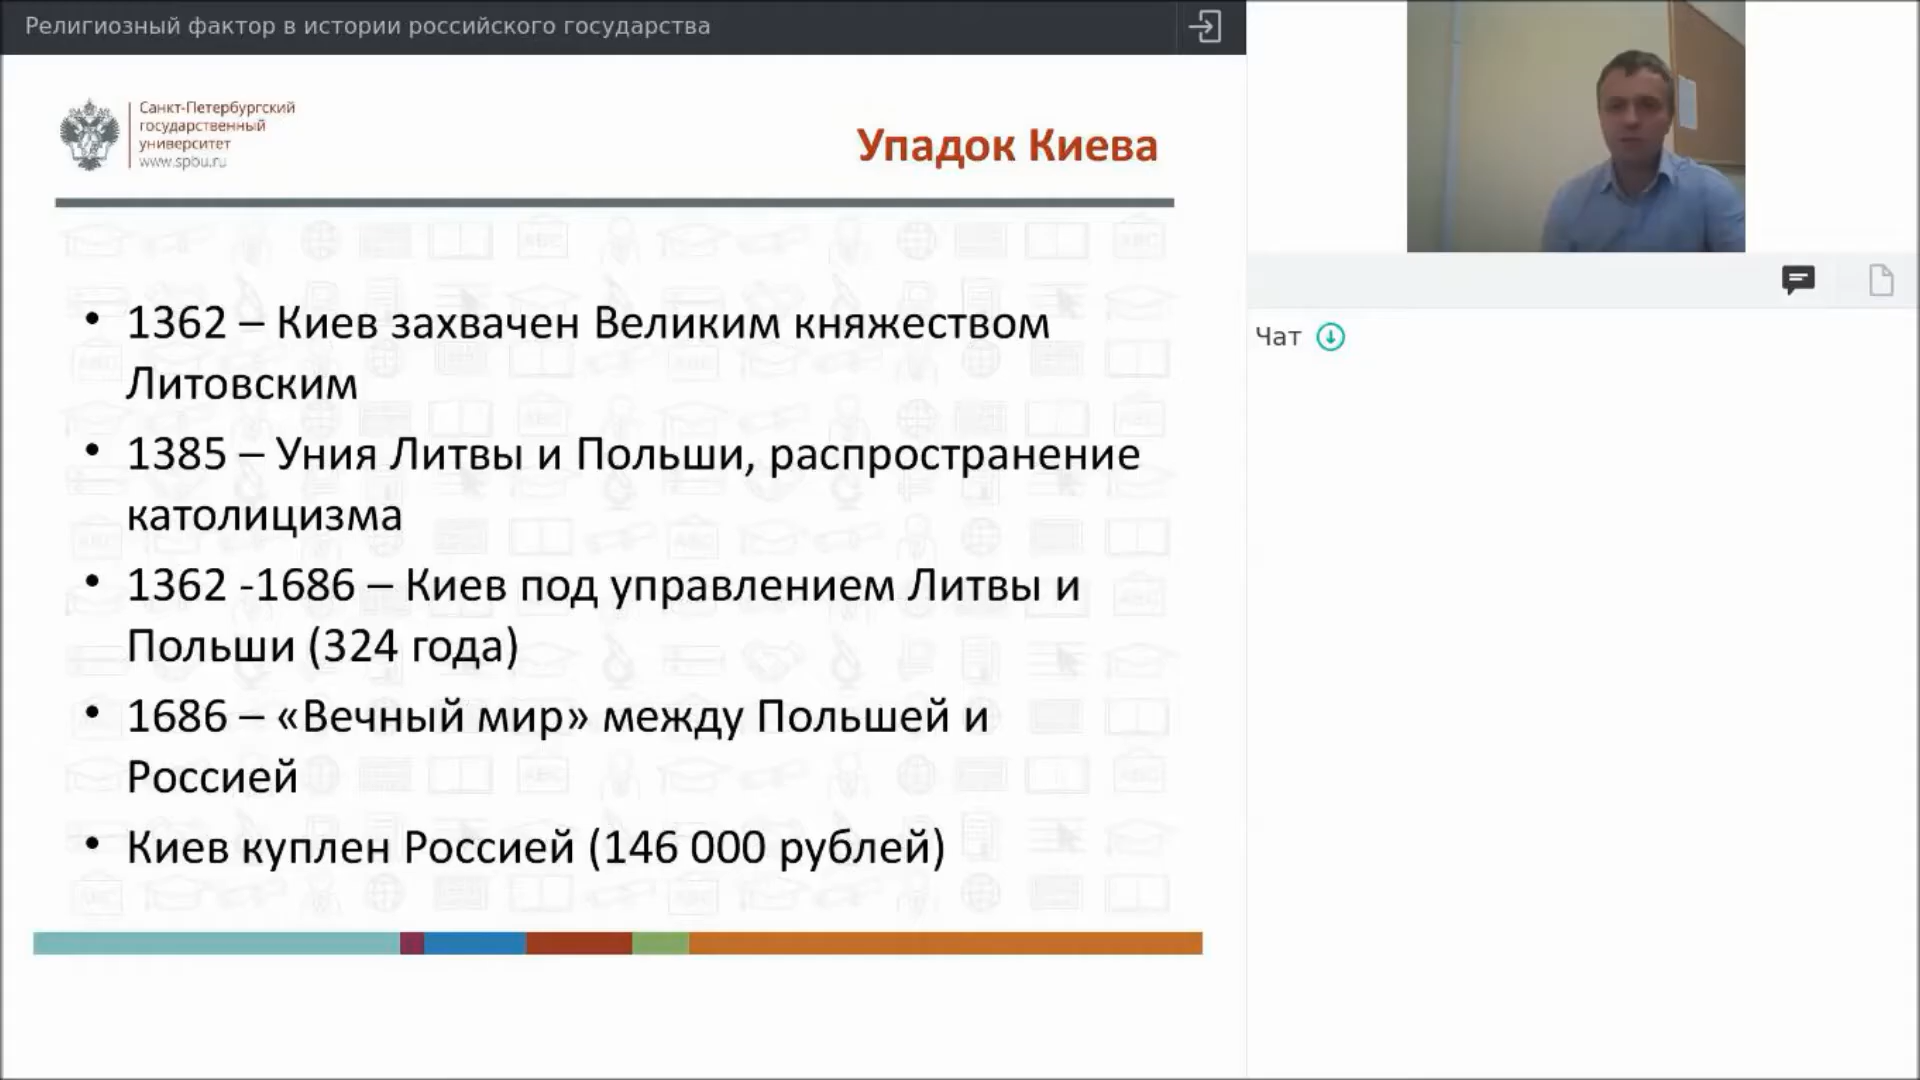 Религиозный фактор в истории российского государства
Санкт-Петербургский
государственный
университет
www.spbu.ru
Упадок Киева
• 1362 – Киев захвачен Великим княжеством
Литовским
• 1385 – Уния Литвы и Польши, распространение
католицизма
• 1362 -1686 – Киев под управлением Литвы и
Польши (324 года)
• 1686 – «Вечный мир» между Польшей и
Россией
• Киев куплен Россией (146 000 рублей)
Чат